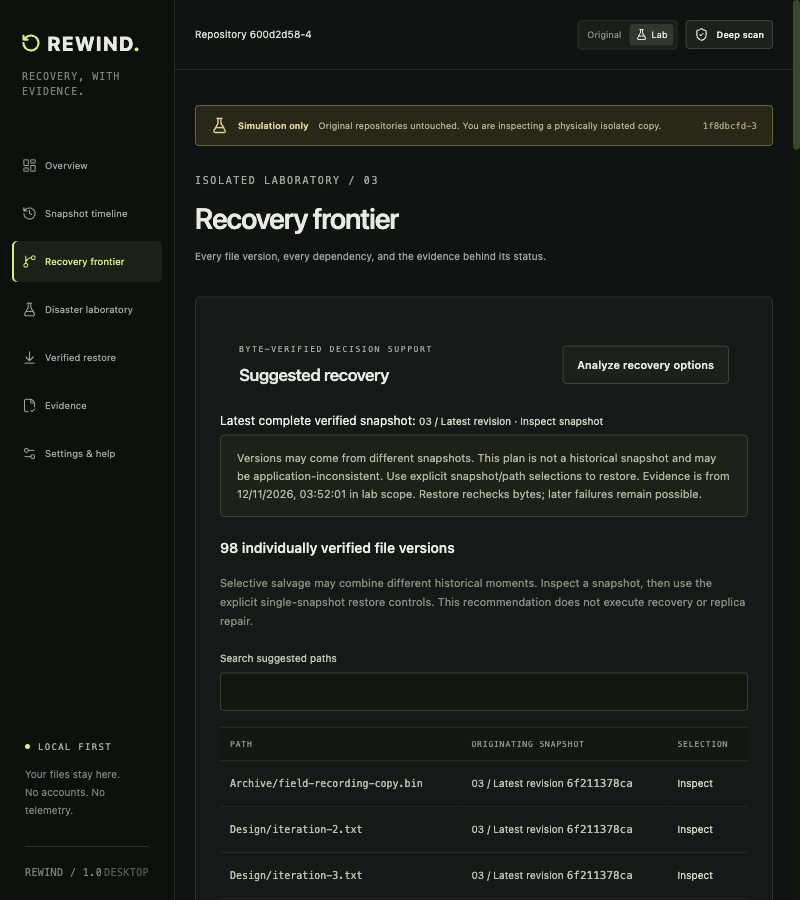 REWIND.
RECOVERY, WITH
EVIDENCE.
Overview
Snapshot timeline
Recovery frontier
Disaster laboratory
Verified restore
Evidence
Settings & help
LOCAL FIRST
Your files stay here.
No accounts. No
telemetry.
REWIND / 1.0 DESKTOP
Repository 600d2d58-4
Original
Lab
Deep scan
Simulation only Original repositories untouched. You are inspecting a physically isolated copy. 1f8dbcfd-3
ISOLATED LABORATORY / 03
Recovery frontier
Every file version, every dependency, and the evidence behind its status.
BYTE-VERIFIED DECISION SUPPORT
Suggested recovery
Analyze recovery options
Latest complete verified snapshot: 03 / Latest revision · Inspect snapshot
Versions may come from different snapshots. This plan is not a historical snapshot and may
be application-inconsistent. Use explicit snapshot/path selections to restore. Evidence is from
12/11/2026, 03:52:01 in lab scope. Restore rechecks bytes; later failures remain possible.
98 individually verified file versions
Selective salvage may combine different historical moments. Inspect a snapshot, then use the
explicit single-snapshot restore controls. This recommendation does not execute recovery or replica
repair.
Search suggested paths
PATH ORIGINATING SNAPSHOT SELECTION
Archive/field-recording-copy.bin 03 / Latest revision 6f211378ca Inspect
Design/iteration-2.txt 03 / Latest revision 6f211378ca Inspect
Design/iteration-3.txt 03 / Latest revision 6f211378ca Inspect